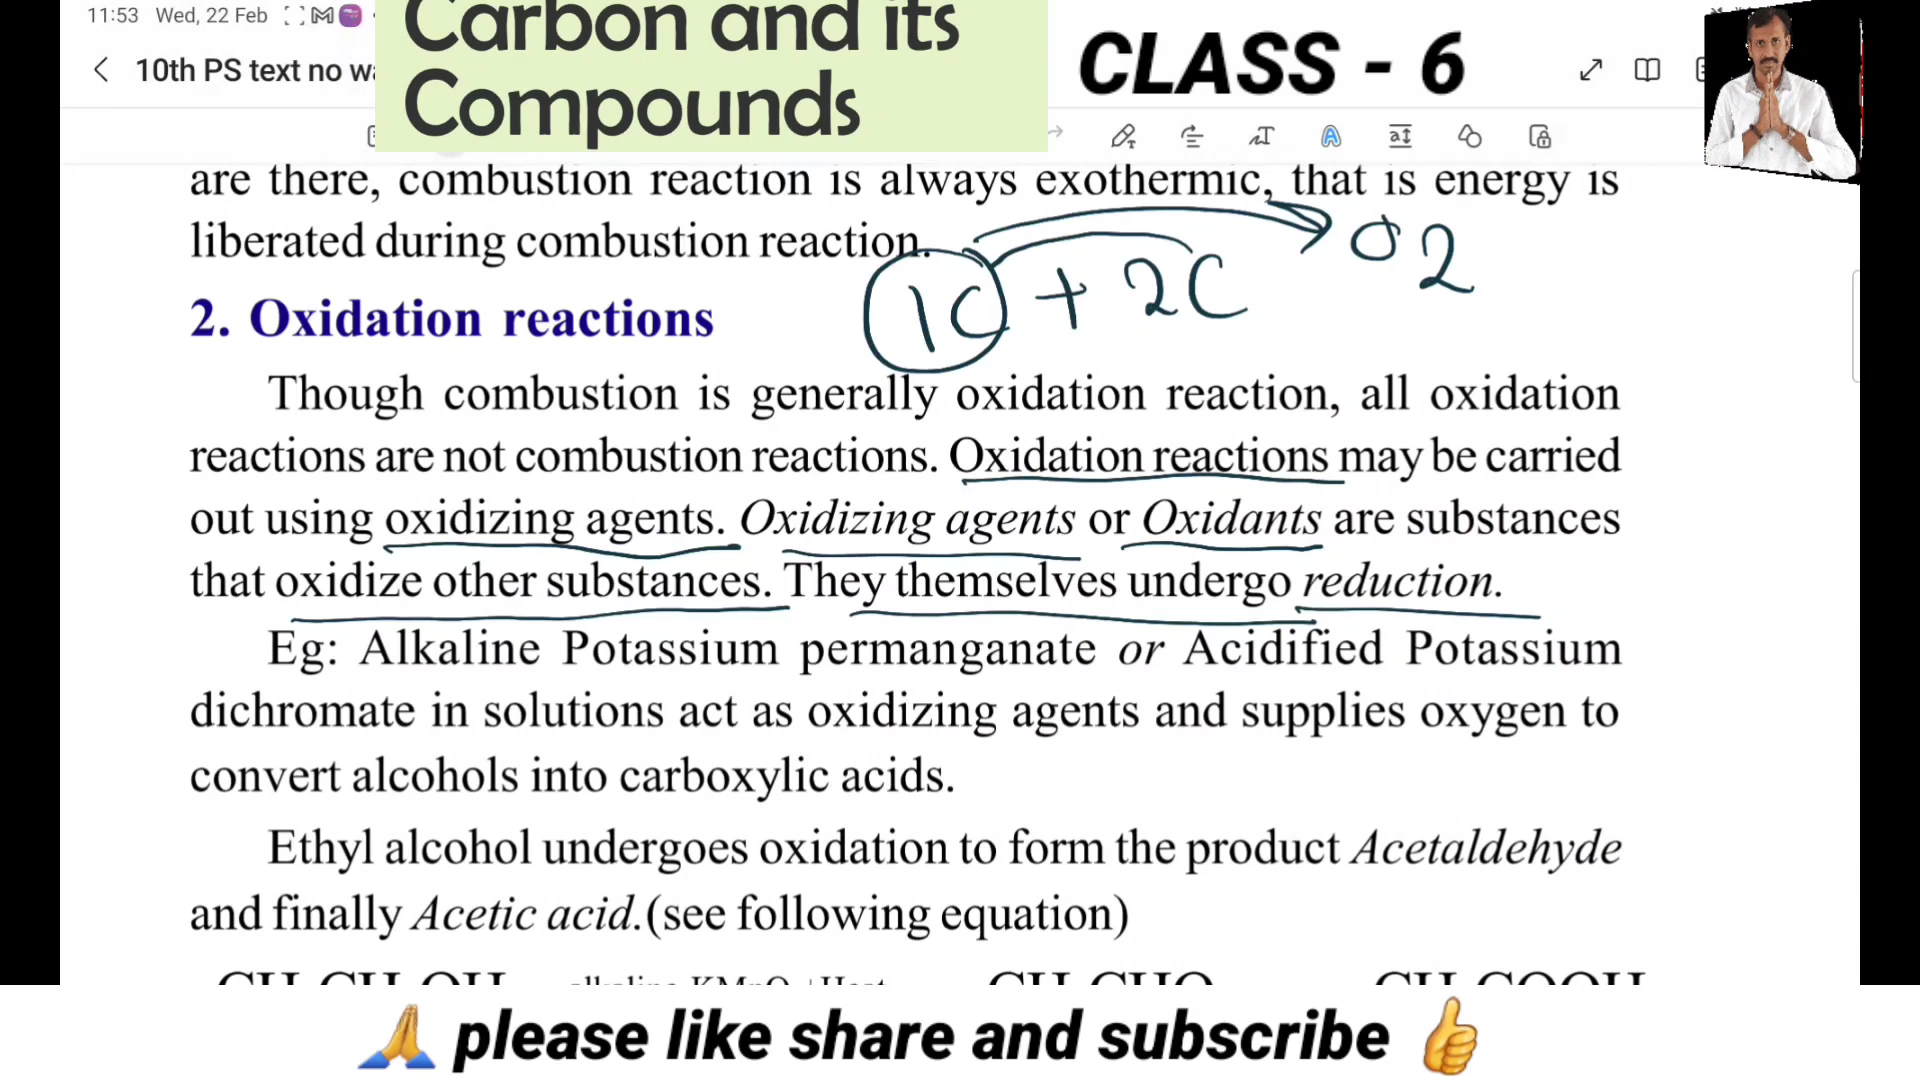 11:53 Wed, 22 Feb
Carbon and its
Compounds
CLASS - 6
10th PS text no
are there, combustion reaction is always exothermic, that is energy is
liberated during combustion reaction.
O2
1C + 2C
2. Oxidation reactions
Though combustion is generally oxidation reaction, all oxidation
reactions are not combustion reactions. Oxidation reactions may be carried
out using oxidizing agents. Oxidizing agents or Oxidants are substances
that oxidize other substances. They themselves undergo reduction.
Eg: Alkaline Potassium permanganate or Acidified Potassium
dichromate in solutions act as oxidizing agents and supplies oxygen to
convert alcohols into carboxylic acids.
Ethyl alcohol undergoes oxidation to form the product Acetaldehyde
and finally Acetic acid.(see following equation)
please like share and subscribe